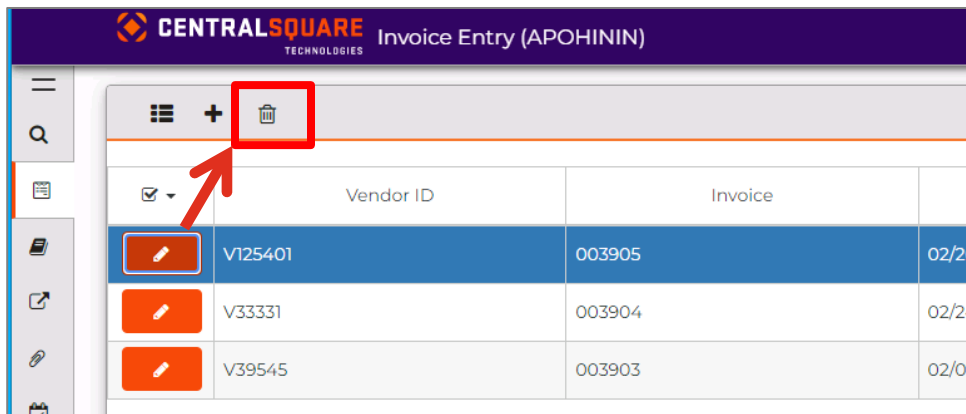 CENTRALSQUARE
TECHNOLOGIES
Invoice Entry (APOHININ)
Vendor ID Invoice
V125401 003905 02/2
V33331 003904 02/2
V39545 003903 02/0